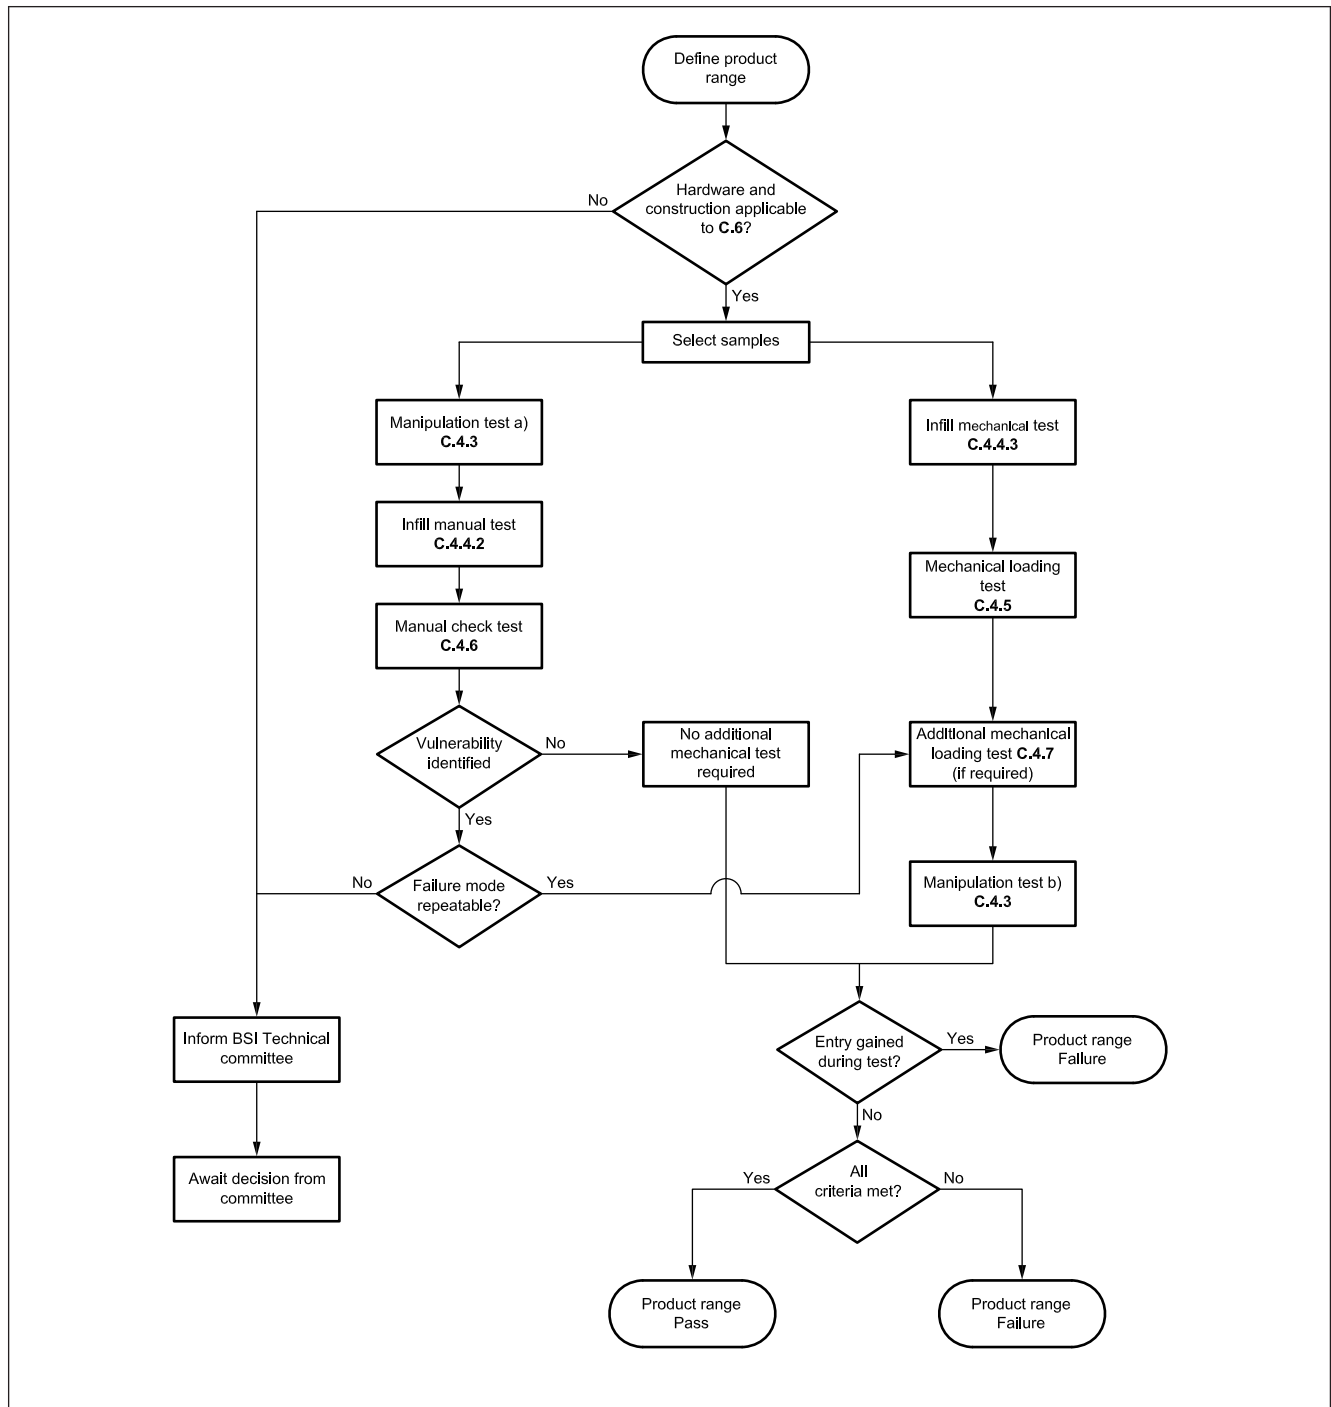 Define product
range
Hardware and
construction applicable
to C.6?
No
Yes
Select samples
Manipulation test a)
C.4.3
Infill mechanical test
C.4.4.3
Infill manual test
C.4.4.2
Mechanical loading
test
C.4.5
Manual check test
C.4.6
Vulnerability
identified
No
Yes
No additional
mechanical test
required
Additional mechanical
loading test C.4.7
(if required)
Failure mode
repeatable?
No
Yes
Manipulation test b)
C.4.3
Inform BSI Technical
committee
Entry gained
during test?
Yes
No
Product range
Failure
Await decision from
committee
All
criteria met?
Yes
No
Product range
Pass
Product range
Failure